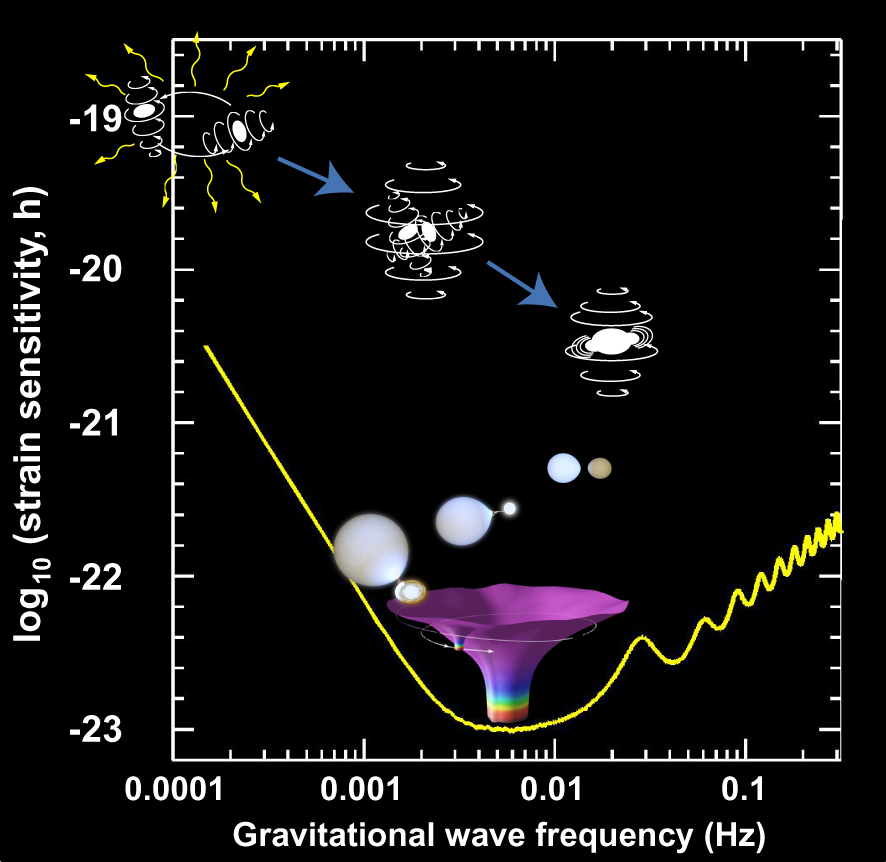 -19
-20
-21
-22
-23
log10 (strain sensitivity, h)
0.0001 0.001 0.01 0.1
Gravitational wave frequency (Hz)